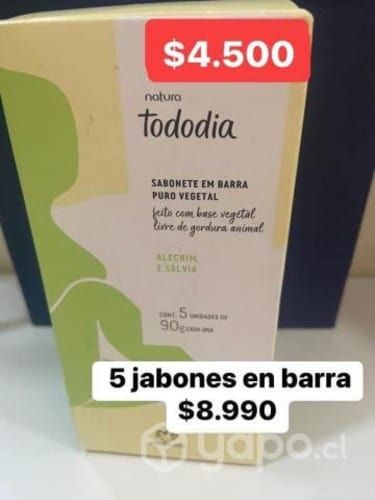 $4.500
natura
tododia
SABONETE EM BARRA
PURO VEGETAL
feito com base vegetal
livre de gordura animal
ALECRIM
E SÁLVIA
CONT. 5 UNIDADES DE
90g CADA UMA
5 jabones en barra
$8.990
yapo.cl